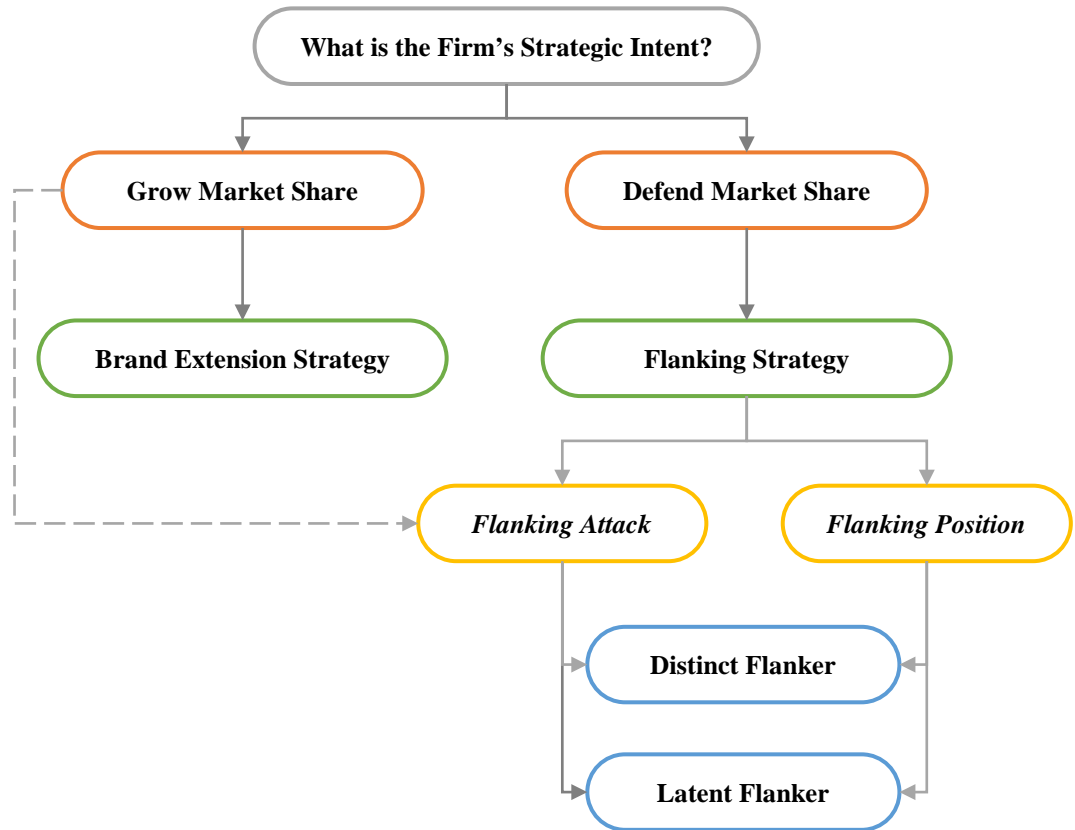 What is the Firm’s Strategic Intent?
Grow Market Share
Defend Market Share
Brand Extension Strategy
Flanking Strategy
Flanking Attack
Flanking Position
Distinct Flanker
Latent Flanker